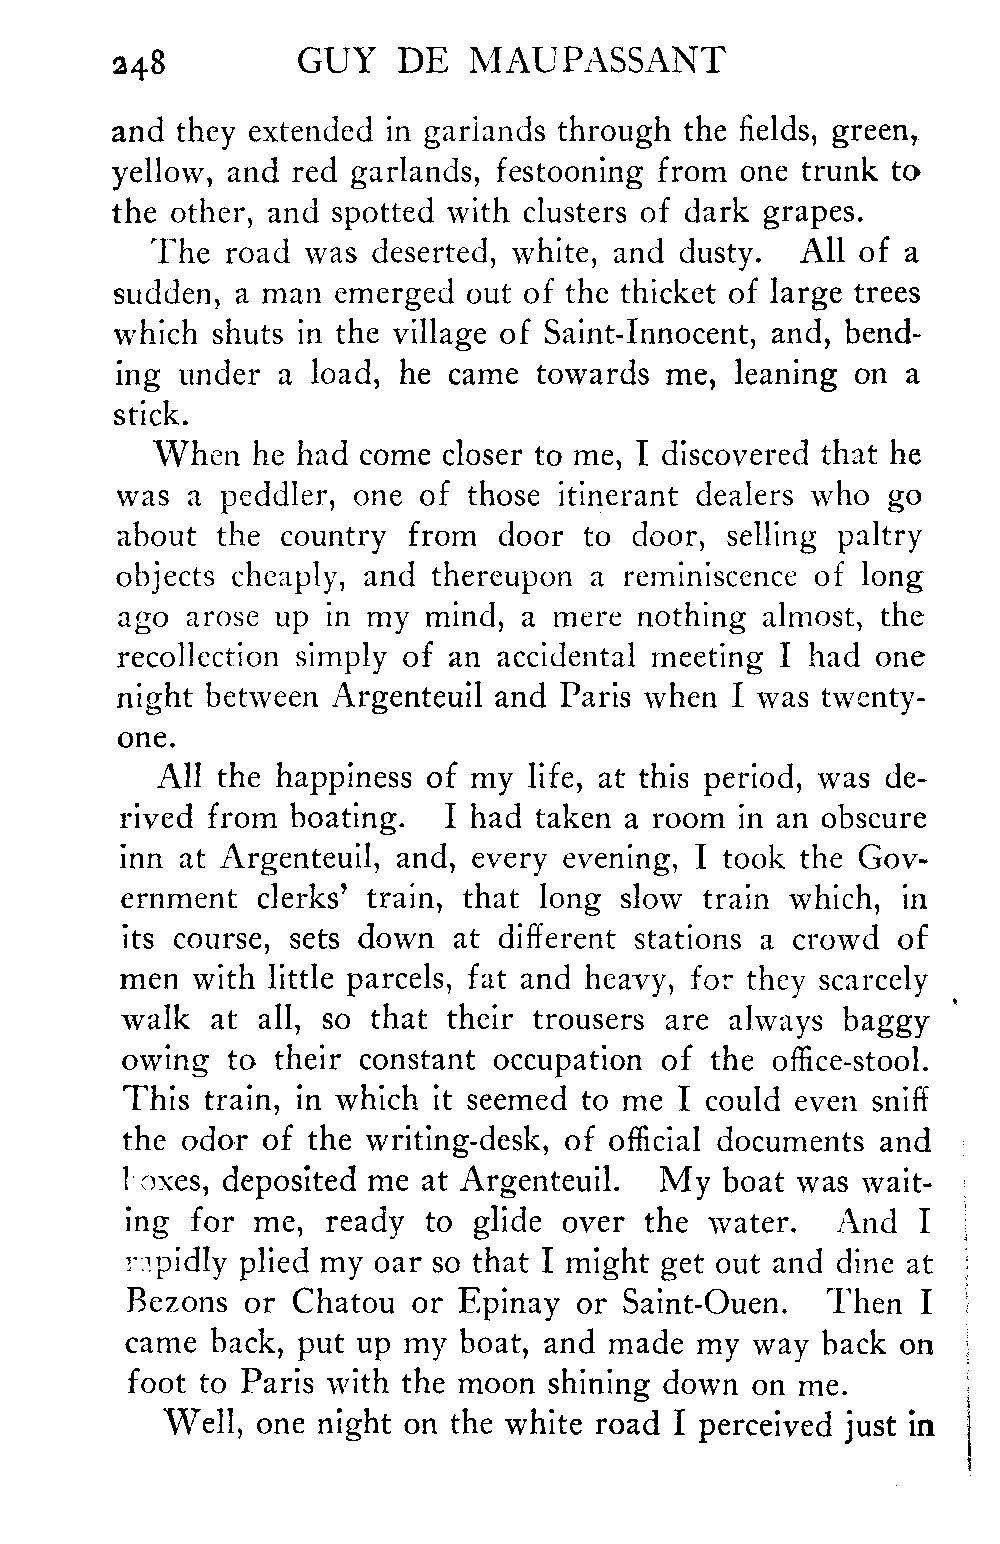 248 GUY DE MAUPASSANT
and they extended in garlands through the fields, green,
yellow, and red garlands, festooning from one trunk to
the other, and spotted with clusters of dark grapes.
The road was deserted, white, and dusty. All of a
sudden, a man emerged out of the thicket of large trees
which shuts in the village of Saint-Innocent, and, bend-
ing under a load, he came towards me, leaning on a
stick.
When he had come closer to me, I discovered that he
was a peddler, one of those itinerant dealers who go
about the country from door to door, selling paltry
objects cheaply, and thereupon a reminiscence of long
ago arose up in my mind, a mere nothing almost, the
recollection simply of an accidental meeting I had one
night between Argenteuil and Paris when I was twenty-
one.
All the happiness of my life, at this period, was de-
rived from boating. I had taken a room in an obscure
inn at Argenteuil, and, every evening, I took the Gov-
ernment clerks' train, that long slow train which, in
its course, sets down at different stations a crowd of
men with little parcels, fat and heavy, for they scarcely
walk at all, so that their trousers are always baggy
owing to their constant occupation of the office-stool.
This train, in which it seemed to me I could even sniff
the odor of the writing-desk, of official documents and
boxes, deposited me at Argenteuil. My boat was wait-
ing for me, ready to glide over the water. And I
rapidly plied my oar so that I might get out and dine at
Bezons or Chatou or Epinay or Saint-Ouen. Then I
came back, put up my boat, and made my way back on
foot to Paris with the moon shining down on me.
Well, one night on the white road I perceived just in